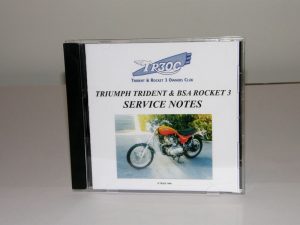 TR3OC
TRIDENT & ROCKET 3 OWNERS CLUB
TRIUMPH TRIDENT & BSA ROCKET 3
SERVICE NOTES